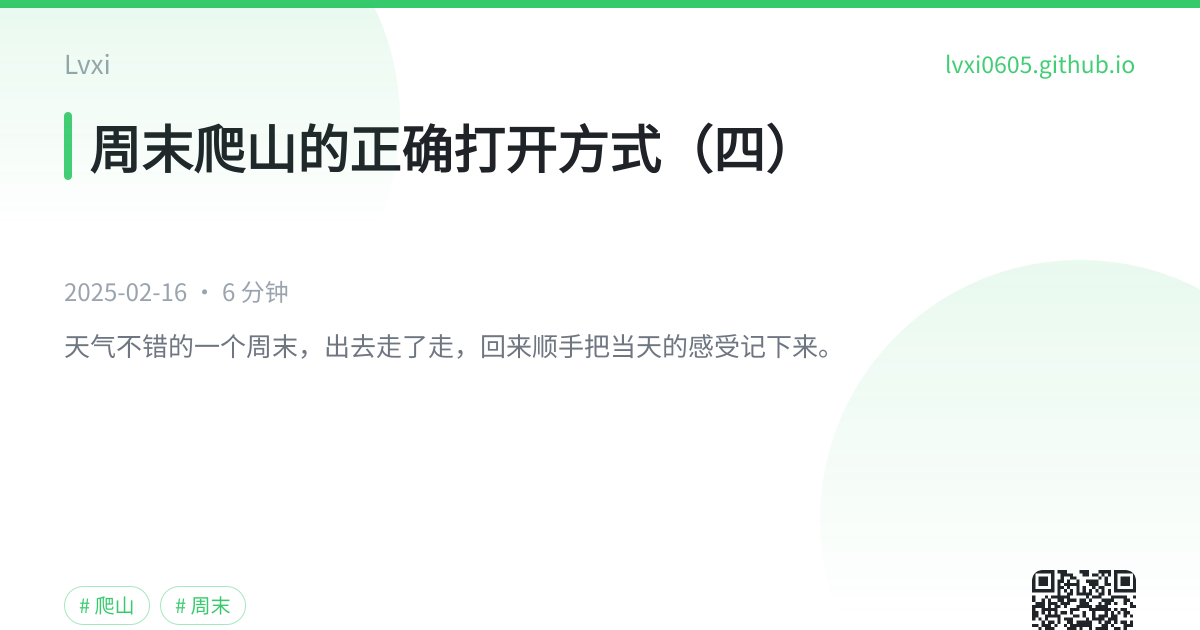 Lvxi
lvxi0605.github.io
周末爬山的正确打开方式（四）
2025-02-16 · 6 分钟
天气不错的一个周末，出去走了走，回来顺手把当天的感受记下来。
# 爬山
# 周末